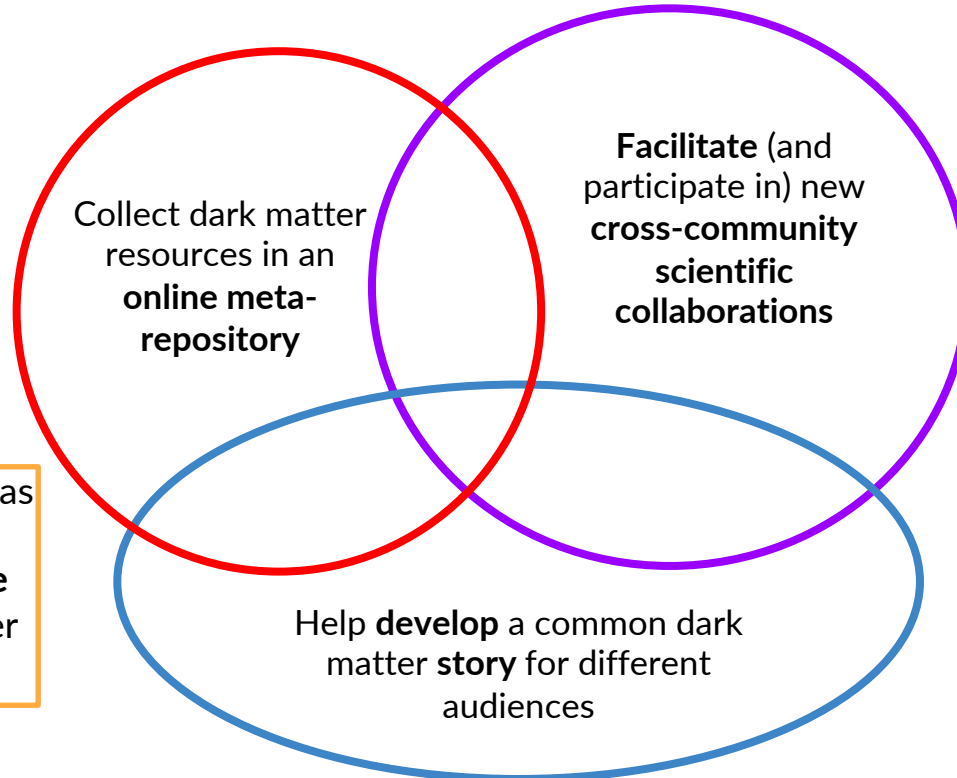 Facilitate (and
participate in) new
cross-community
scientific
collaborations
Collect dark matter
resources in an
online meta-
repository
as
Help develop a common dark
matter story for different
audiences